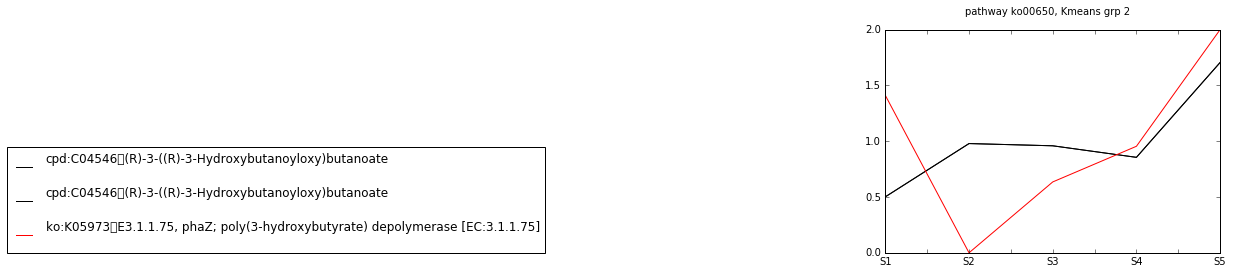 pathway ko00650, Kmeans grp 2
2.0
1.5
1.0
0.5
0.0
S1 S2 S3 S4 S5
cpd:C04546▯(R)-3-((R)-3-Hydroxybutanoyloxy)butanoate
cpd:C04546▯(R)-3-((R)-3-Hydroxybutanoyloxy)butanoate
ko:K05973▯E3.1.1.75, phaZ; poly(3-hydroxybutyrate) depolymerase [EC:3.1.1.75]